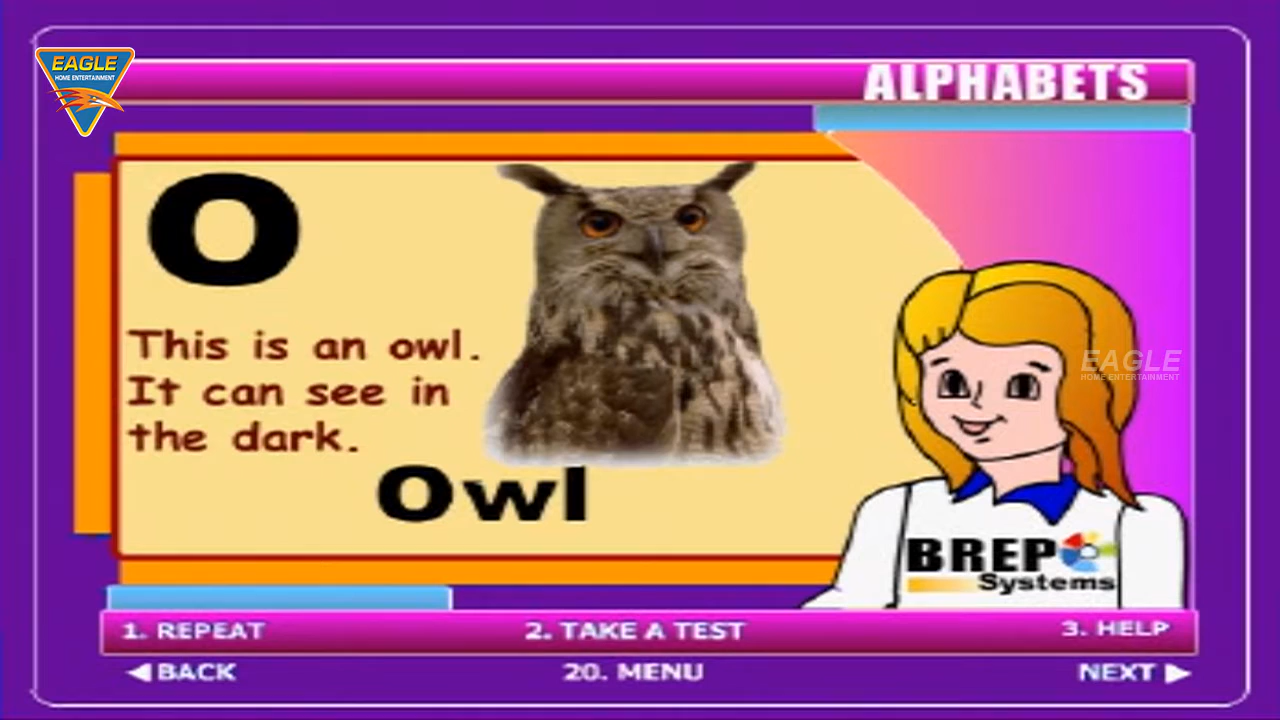 EAGLE
HOME ENTERTAINMENT
ALPHABETS
O
This is an owl.
It can see in
the dark.
Owl
EAGLE
HOME ENTERTAINMENT
BREP
Systems
1. REPEAT
2. TAKE A TEST
3. HELP
BACK
20. MENU
NEXT